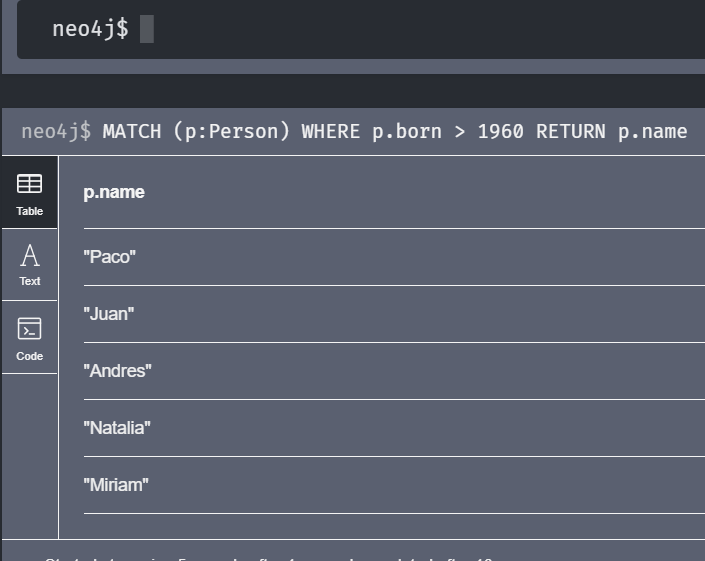 neo4j$
neo4j$ MATCH (p:Person) WHERE p.born > 1960 RETURN p.name
Table
p.name
"Paco"
Text
"Juan"
Code
"Andres"
"Natalia"
"Miriam"